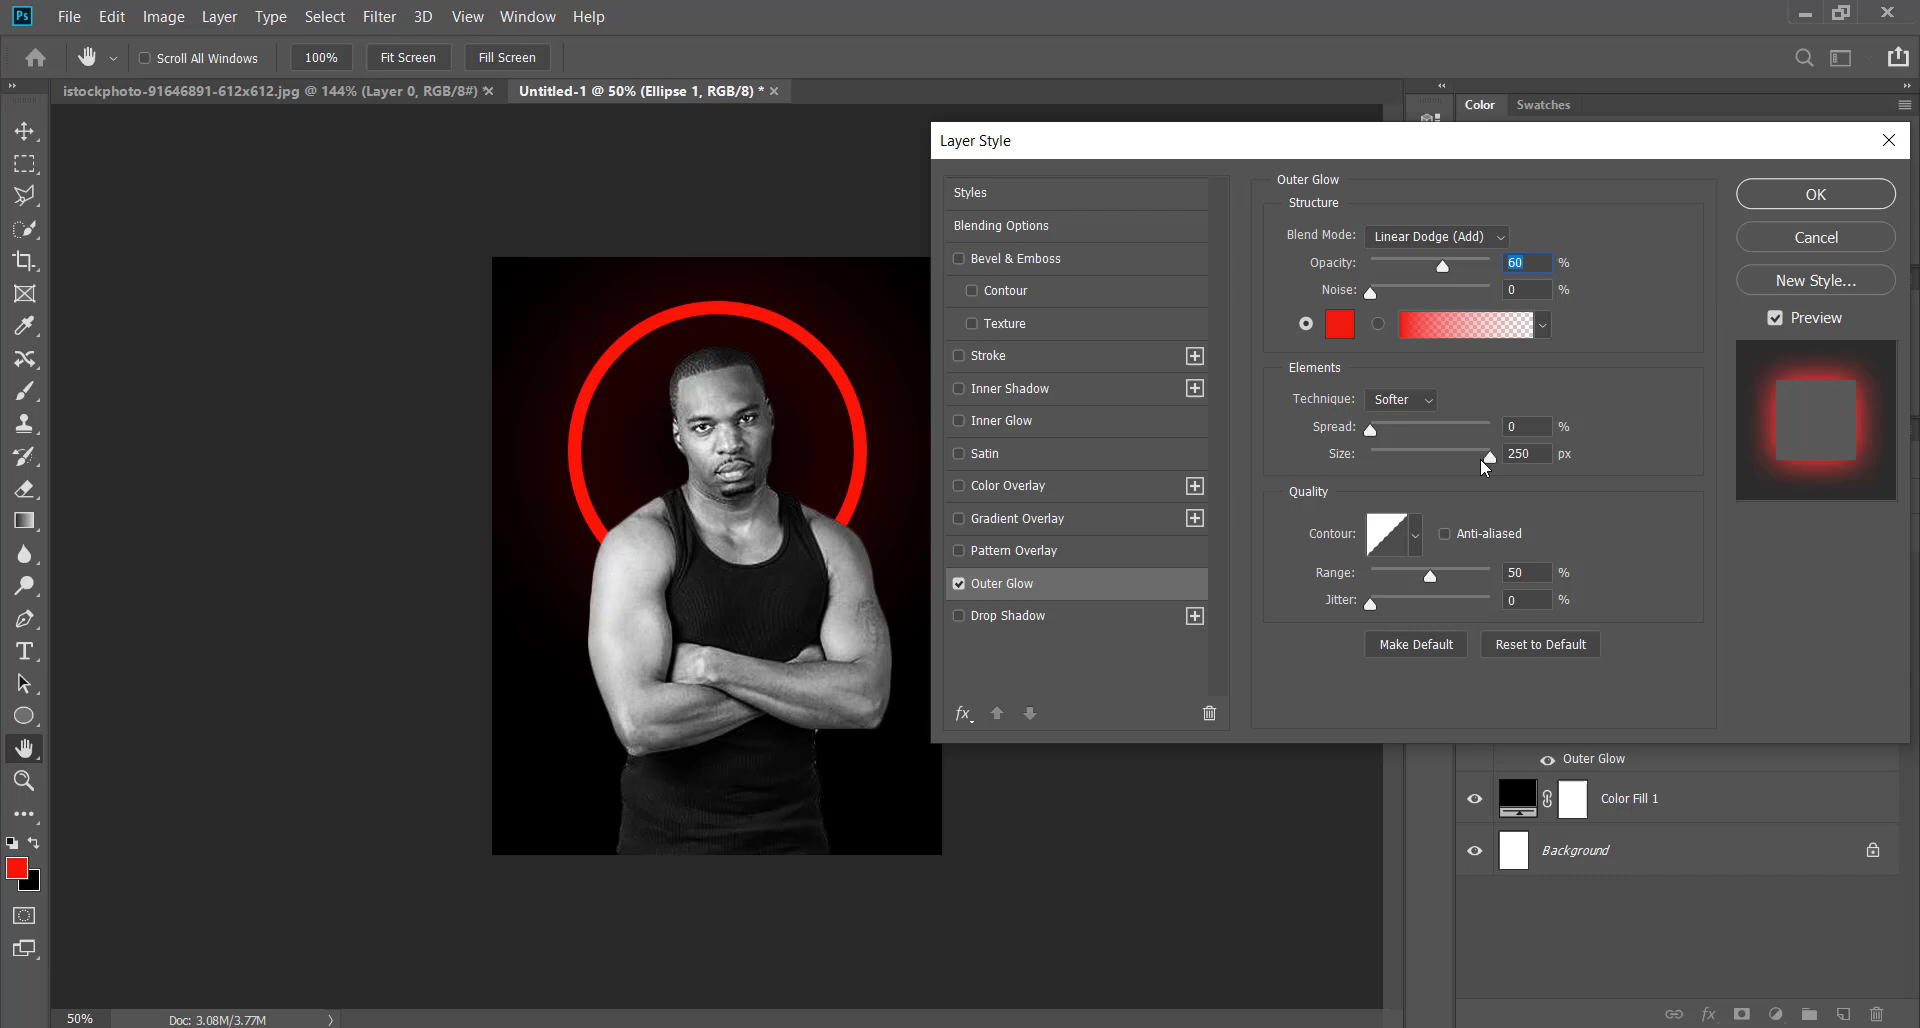 Ps File Edit Image Layer Type Select Filter 3D View Window Help
Scroll All Windows 100% Fit Screen Fill Screen
istockphoto-91646891-612x612.jpg @ 144% (Layer 0, RGB/8#) * Untitled-1 @ 50% (Ellipse 1, RGB/8) *
Color Swatches
Layer Style
Styles
Blending Options
Bevel & Emboss
Contour
Texture
Stroke
Inner Shadow
Inner Glow
Satin
Color Overlay
Gradient Overlay
Pattern Overlay
Outer Glow
Drop Shadow
fx
Outer Glow
Structure
Blend Mode: Linear Dodge (Add)
Opacity: 60 %
Noise: 0 %
Elements
Technique: Softer
Spread: 0 %
Size: 250 px
Quality
Contour: Anti-aliased
Range: 50 %
Jitter: 0 %
Make Default Reset to Default
OK
Cancel
New Style...
Preview
Outer Glow
Color Fill 1
Background
fx
50% Doc: 3.08M/3.77M